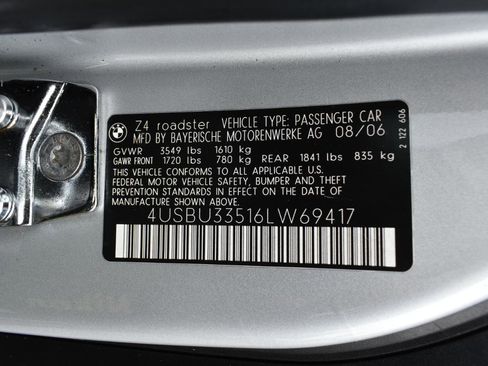 Z4 roadster VEHICLE TYPE: PASSENGER CAR
MFD BY BAYERISCHE MOTORENWERKE AG 08/06
GVWR 3549 lbs 1610 kg
GAWR FRONT 1720 lbs 780 kg REAR 1841 lbs 835 kg
THIS VEHICLE CONFORMS TO ALL APPLICABLE U.S.
FEDERAL MOTOR VEHICLE SAFETY, BUMPER AND THEFT
PREVENTION STANDARDS IN EFFECT ON THE DATE OF
MANUFACTURE SHOWN ABOVE.
4USBU33516LW69417
2 122 606